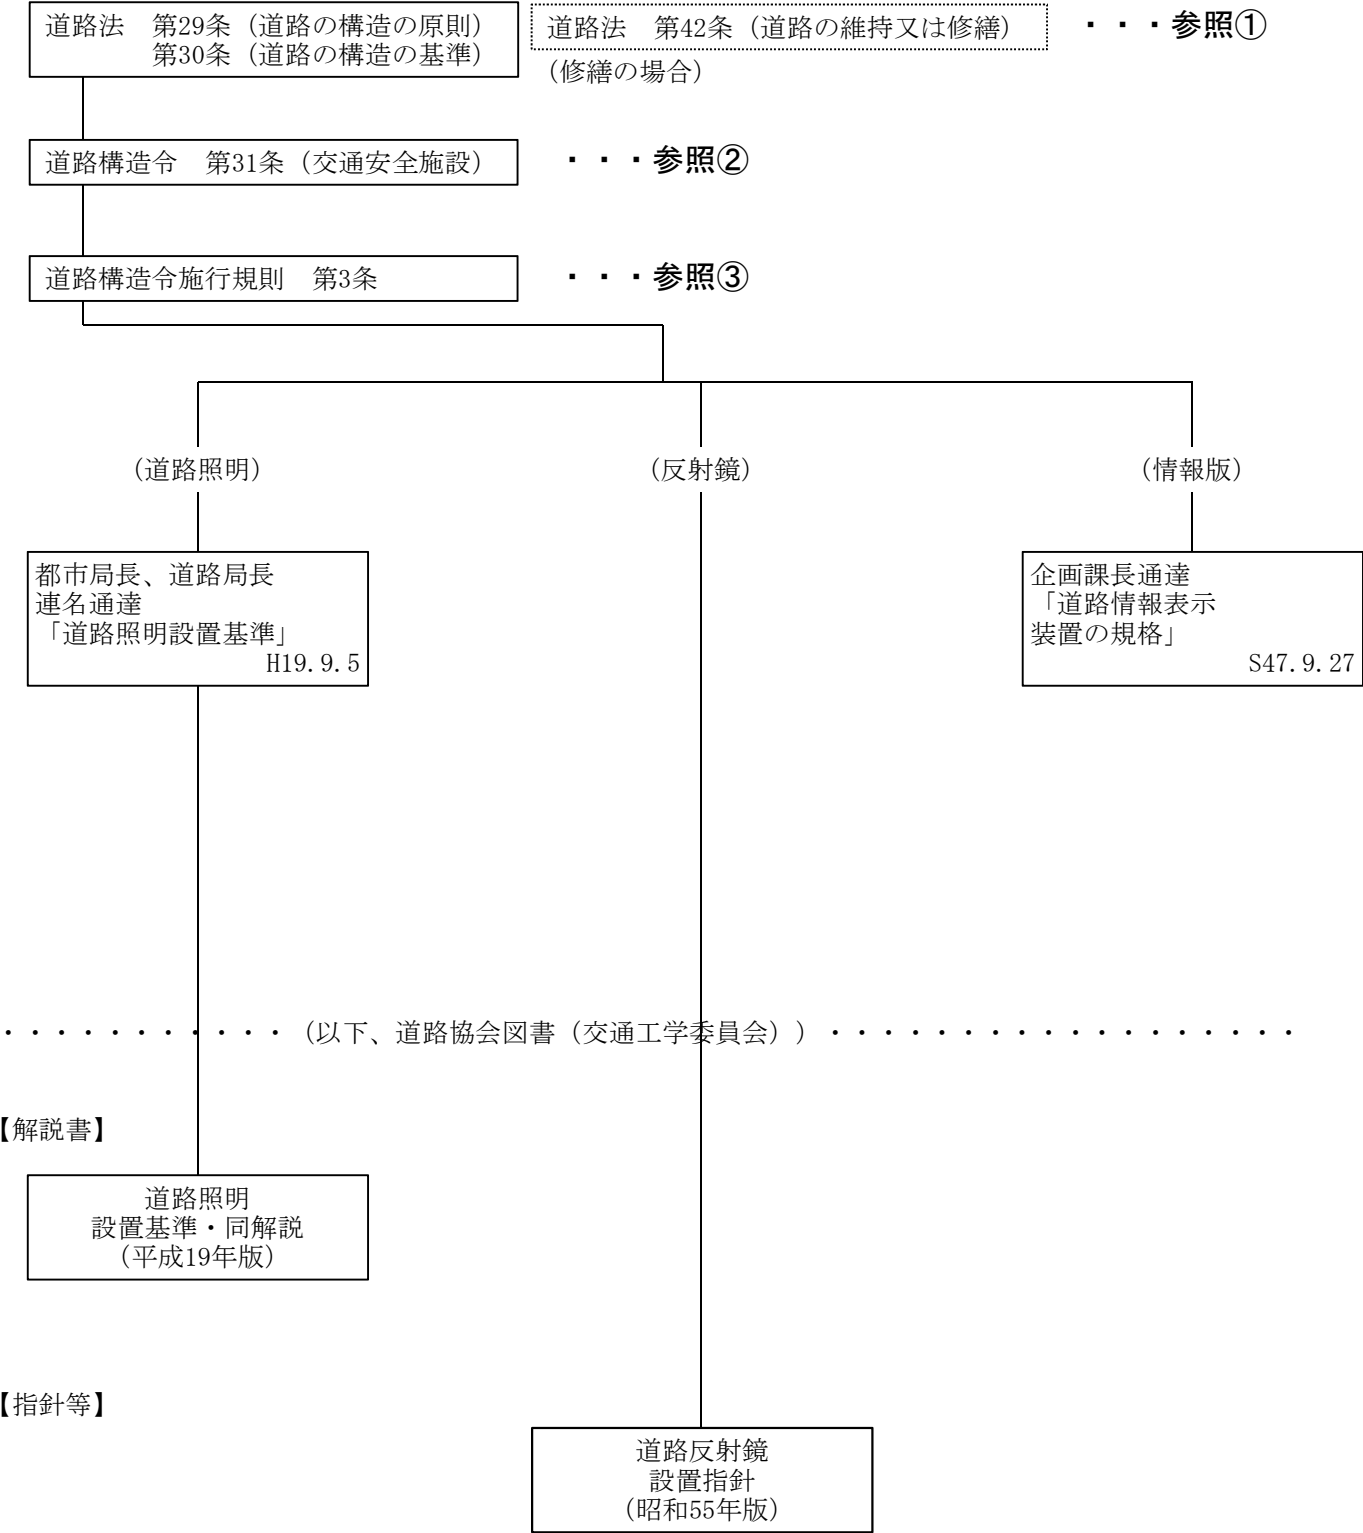 道路法　第29条（道路の構造の原則）
第30条（道路の構造の基準）
道路法　第42条（道路の維持又は修繕）
・・・参照①
（修繕の場合）
道路構造令　第31条（交通安全施設）
・・・参照②
道路構造令施行規則　第3条
・・・参照③
（道路照明）
（反射鏡）
（情報版）
都市局長、道路局長
連名通達
「道路照明設置基準」
H19.9.5
企画課長通達
「道路情報表示
装置の規格」
S47.9.27
・・・・・・・・・・・（以下、道路協会図書（交通工学委員会））・・・・・・・・・・・・・・・・・・
【解説書】
道路照明
設置基準・同解説
（平成19年版）
【指針等】
道路反射鏡
設置指針
（昭和55年版）